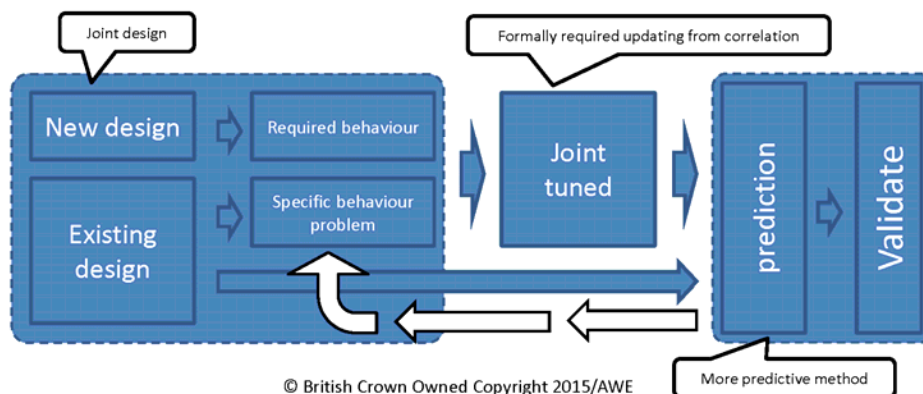 Joint design
Formally required updating from correlation
New design
Required behaviour
Joint
tuned
Specific behaviour
problem
Existing
design
prediction
Validate
More predictive method
© British Crown Owned Copyright 2015/AWE